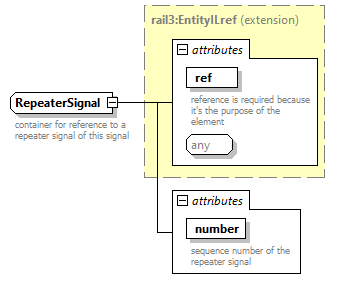 rail3:EntityILref (extension)
attributes
ref
reference is required because
it's the purpose of the
element
any
RepeaterSignal
container for reference to a
repeater signal of this signal
attributes
number
sequence number of the
repeater signal